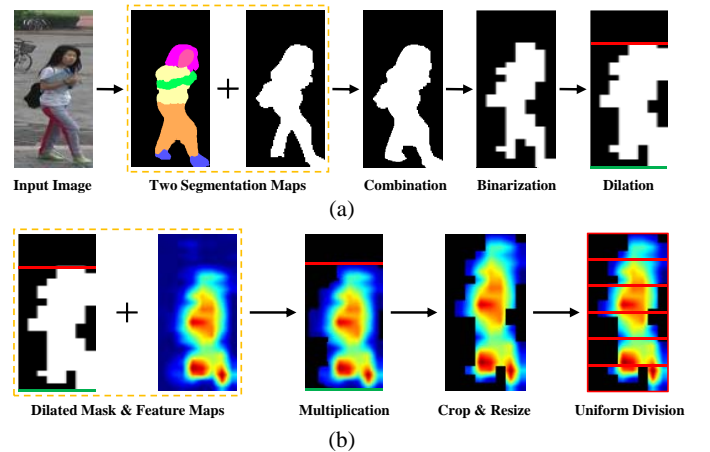 Input Image Two Segmentation Maps Combination Binarization Dilation
(a)
Dilated Mask & Feature Maps Multiplication Crop & Resize Uniform Division
(b)